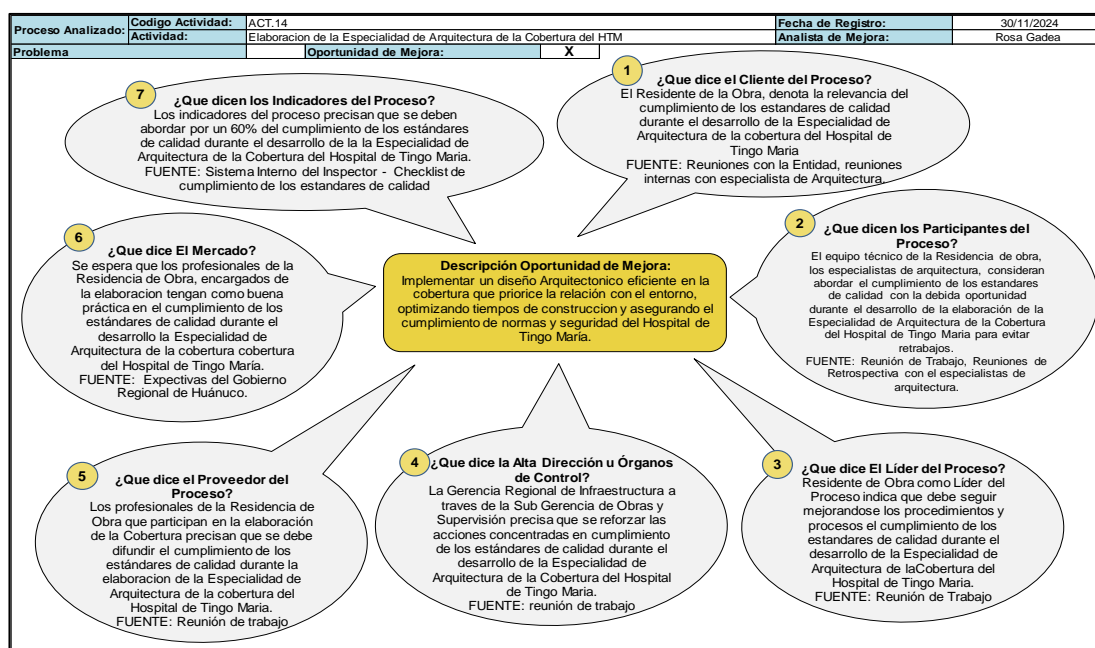 Proceso Analizado:
Codigo Actividad: ACT.14
Fecha de Registro: 30/11/2024
Actividad: Elaboracion de la Especialidad de Arquitectura de la Cobertura del HTM
Analista de Mejora: Rosa Gadea
Problema
Oportunidad de Mejora: X
1
¿Que dice el Cliente del Proceso?
El Residente de la Obra, denota la relevancia del
cumplimiento de los estandares de calidad
durante el desarrollo de la Especialidad de
Arquitectura de la cobertura del Hospital de
Tingo Maria
FUENTE: Reuniones con la Entidad, reuniones
internas con especialista de Arquitectura.
2
¿Que dicen los Participantes del
Proceso?
El equipo técnico de la Residencia de obra,
los especialistas de arquitectura, consideran
abordar el cumplimiento de los estandares
de calidad con la debida oportunidad
durante el desarrollo de la elaboración de la
Especialidad de Arquitectura de la Cobertura
del Hospital de Tingo Maria para evitar
retrabajos.
FUENTE: Reunión de Trabajo, Reuniones de
Retrospectiva con el especialistas de
arquitectura.
3
¿Que dice El Líder del Proceso?
Residente de Obra como Líder del
Proceso indica que debe seguir
mejorandose los procedimientos y
procesos el cumplimiento de los
estandares de calidad durante el
desarrollo de la Especialidad de
Arquitectura de laCobertura del
Hospital de Tingo Maria.
FUENTE: Reunión de Trabajo
4
¿Que dice la Alta Dirección u Órganos
de Control?
La Gerencia Regional de Infraestructura a
traves de la Sub Gerencia de Obras y
Supervisión precisa que se reforzar las
acciones concentradas en cumplimiento
de los estándares de calidad durante el
desarrollo de la Especialidad de
Arquitectura de la Cobertura del Hospital
de Tingo Maria.
FUENTE: reunión de trabajo
5
¿Que dice el Proveedor del
Proceso?
Los profesionales de la Residencia de
Obra que participan en la elaboración
de la Cobertura precisan que se debe
difundir el cumplimiento de los
estándares de calidad durante la
elaboracion de la Especialidad de
Arquitectura de la cobertura del
Hospital de Tingo Maria.
FUENTE: Reunión de trabajo
6
¿Que dice El Mercado?
Se espera que los profesionales de la
Residencia de Obra, encargados de
la elaboracion tengan como buena
práctica en el cumplimiento de los
estándares de calidad durante el
desarrollo la Especialidad de
Arquitectura de la cobertura cobertura
del Hospital de Tingo María.
FUENTE: Expectivas del Gobierno
Regional de Huánuco.
7
¿Que dicen los Indicadores del Proceso?
Los indicadores del proceso precisan que se deben
abordar por un 60% del cumplimiento de los estándares
de calidad durante el desarrollo de la la Especialidad de
Arquitectura de la Cobertura del Hospital de Tingo Maria.
FUENTE: Sistema Interno del Inspector - Checklist de
cumplimiento de los estandares de calidad
Descripción Oportunidad de Mejora:
Implementar un diseño Arquitectonico eficiente en la
cobertura que priorice la relación con el entorno,
optimizando tiempos de construccion y asegurando el
cumplimiento de normas y seguridad del Hospital de
Tingo María.